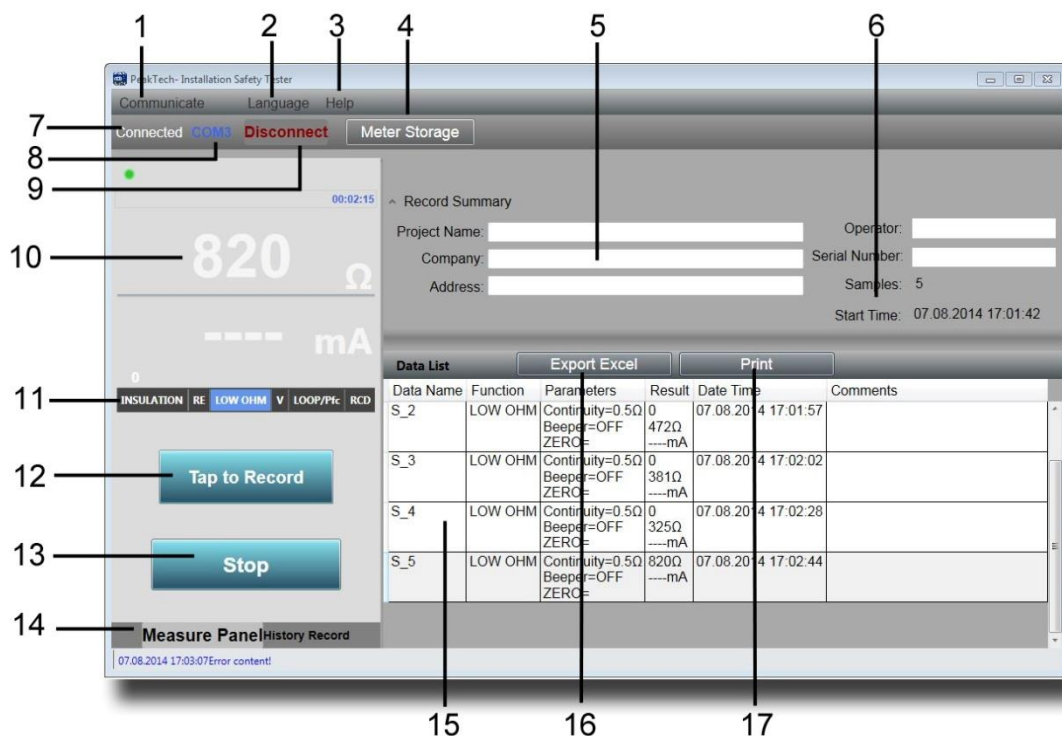 1 2 3 4 5 6
PeakTech- Installation Safety Tester
Communicate Language Help
7 Connected COM3 Disconnect Meter Storage
8
9
00:02:15
Record Summary
Project Name: Operator:
Company: Serial Number:
Address: Samples: 5
Start Time: 07.08.2014 17:01:42
10 820 Ω
---- mA
0
Data List Export Excel Print
11 INSULATION RE LOW OHM V LOOP/Pfc RCD
Data Name Function Parameters Result Date Time Comments
S_2 LOW OHM Continuity=0.5Ω 0 07.08.2014 17:01:57
Beeper=OFF 472Ω
ZERO= ----mA
S_3 LOW OHM Continuity=0.5Ω 0 07.08.2014 17:02:02
Beeper=OFF 381Ω
ZERO= ----mA
S_4 LOW OHM Continuity=0.5Ω 0 07.08.2014 17:02:28
Beeper=OFF 325Ω
ZERO= ----mA
S_5 LOW OHM Continuity=0.5Ω 820Ω 07.08.2014 17:02:44
Beeper=OFF ----mA
ZERO=
12 Tap to Record
13 Stop
14 Measure Panel History Record
07.08.2014 17:03:07Error content!
15 16 17